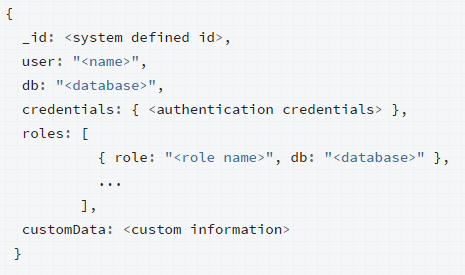 {
  _id: <system defined id>,
  user: "<name>",
  db: "<database>",
  credentials: { <authentication credentials> },
  roles: [
           { role: "<role name>", db: "<database>" },
           ...
         ],
  customData: <custom information>
 }